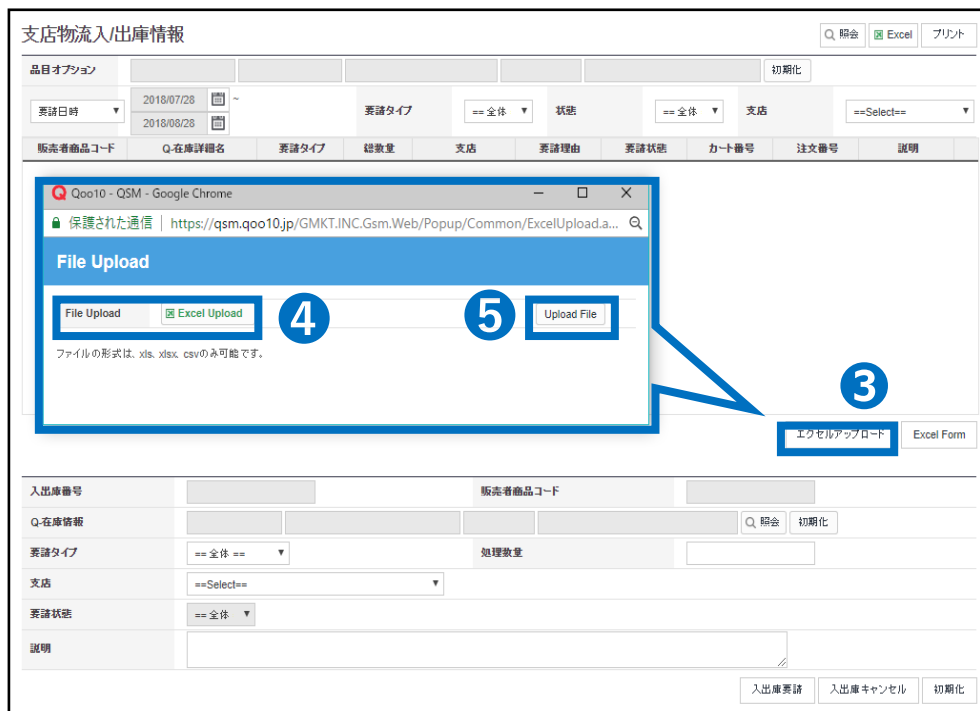 支店物流入/出庫情報
照会 Excel プリント
品目オプション 初期化
要請日時 ▼ 2018/07/28 ~ 要請タイプ == 全体 ▼ 状態 == 全体 ▼ 支店 ==Select== ▼
2018/08/28
販売者商品コード Q-在庫詳細名 要請タイプ 総数量 支店 要請理由 要請状態 カート番号 注文番号 説明
Qoo10 - QSM - Google Chrome
保護された通信 | https://qsm.qoo10.jp/GMKT.INC.Gsm.Web/Popup/Common/ExcelUpload.a...
File Upload
File Upload Excel Upload 4 5 Upload File
ファイルの形式は、xls, xlsx, csvのみ可能です。
3
エクセルアップロード Excel Form
入出庫番号 販売者商品コード
Q-在庫情報 照会 初期化
要請タイプ == 全体 == ▼ 処理数量
支店 ==Select== ▼
要請状態 == 全体 ▼
説明
入出庫要請 入出庫キャンセル 初期化